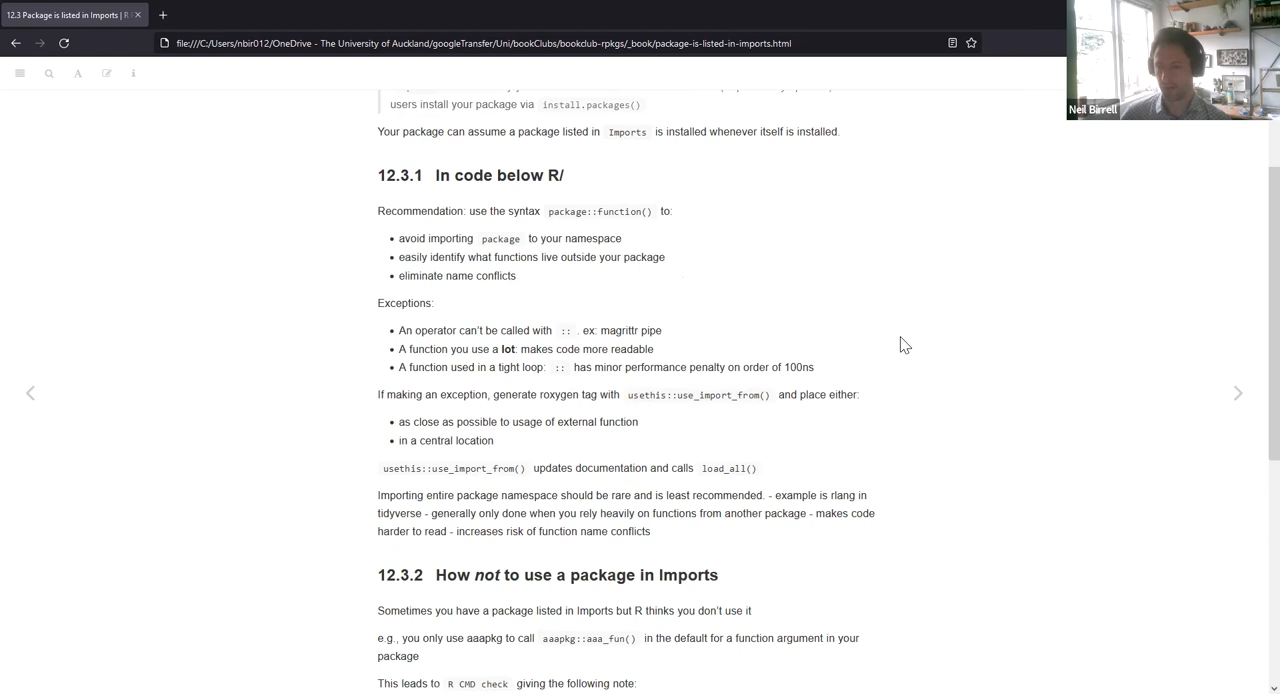 12.3 Package is listed in Imports | R
file:///C:/Users/nbir012/OneDrive - The University of Auckland/googleTransfer/Uni/bookClubs/bookclub-rpkgs/_book/package-is-listed-in-imports.html
Neil Birrell
users install your package via install.packages()
Your package can assume a package listed in Imports is installed whenever itself is installed.
12.3.1 In code below R/
Recommendation: use the syntax package::function() to:
• avoid importing package to your namespace
• easily identify what functions live outside your package
• eliminate name conflicts
Exceptions:
• An operator can't be called with :: . ex: magrittr pipe
• A function you use a lot: makes code more readable
• A function used in a tight loop: :: has minor performance penalty on order of 100ns
If making an exception, generate roxygen tag with usethis::use_import_from() and place either:
• as close as possible to usage of external function
• in a central location
usethis::use_import_from() updates documentation and calls load_all()
Importing entire package namespace should be rare and is least recommended. - example is rlang in
tidyverse - generally only done when you rely heavily on functions from another package - makes code
harder to read - increases risk of function name conflicts
12.3.2 How not to use a package in Imports
Sometimes you have a package listed in Imports but R thinks you don't use it
e.g., you only use aaapkg to call aaapkg::aaa_fun() in the default for a function argument in your
package
This leads to R CMD check giving the following note: